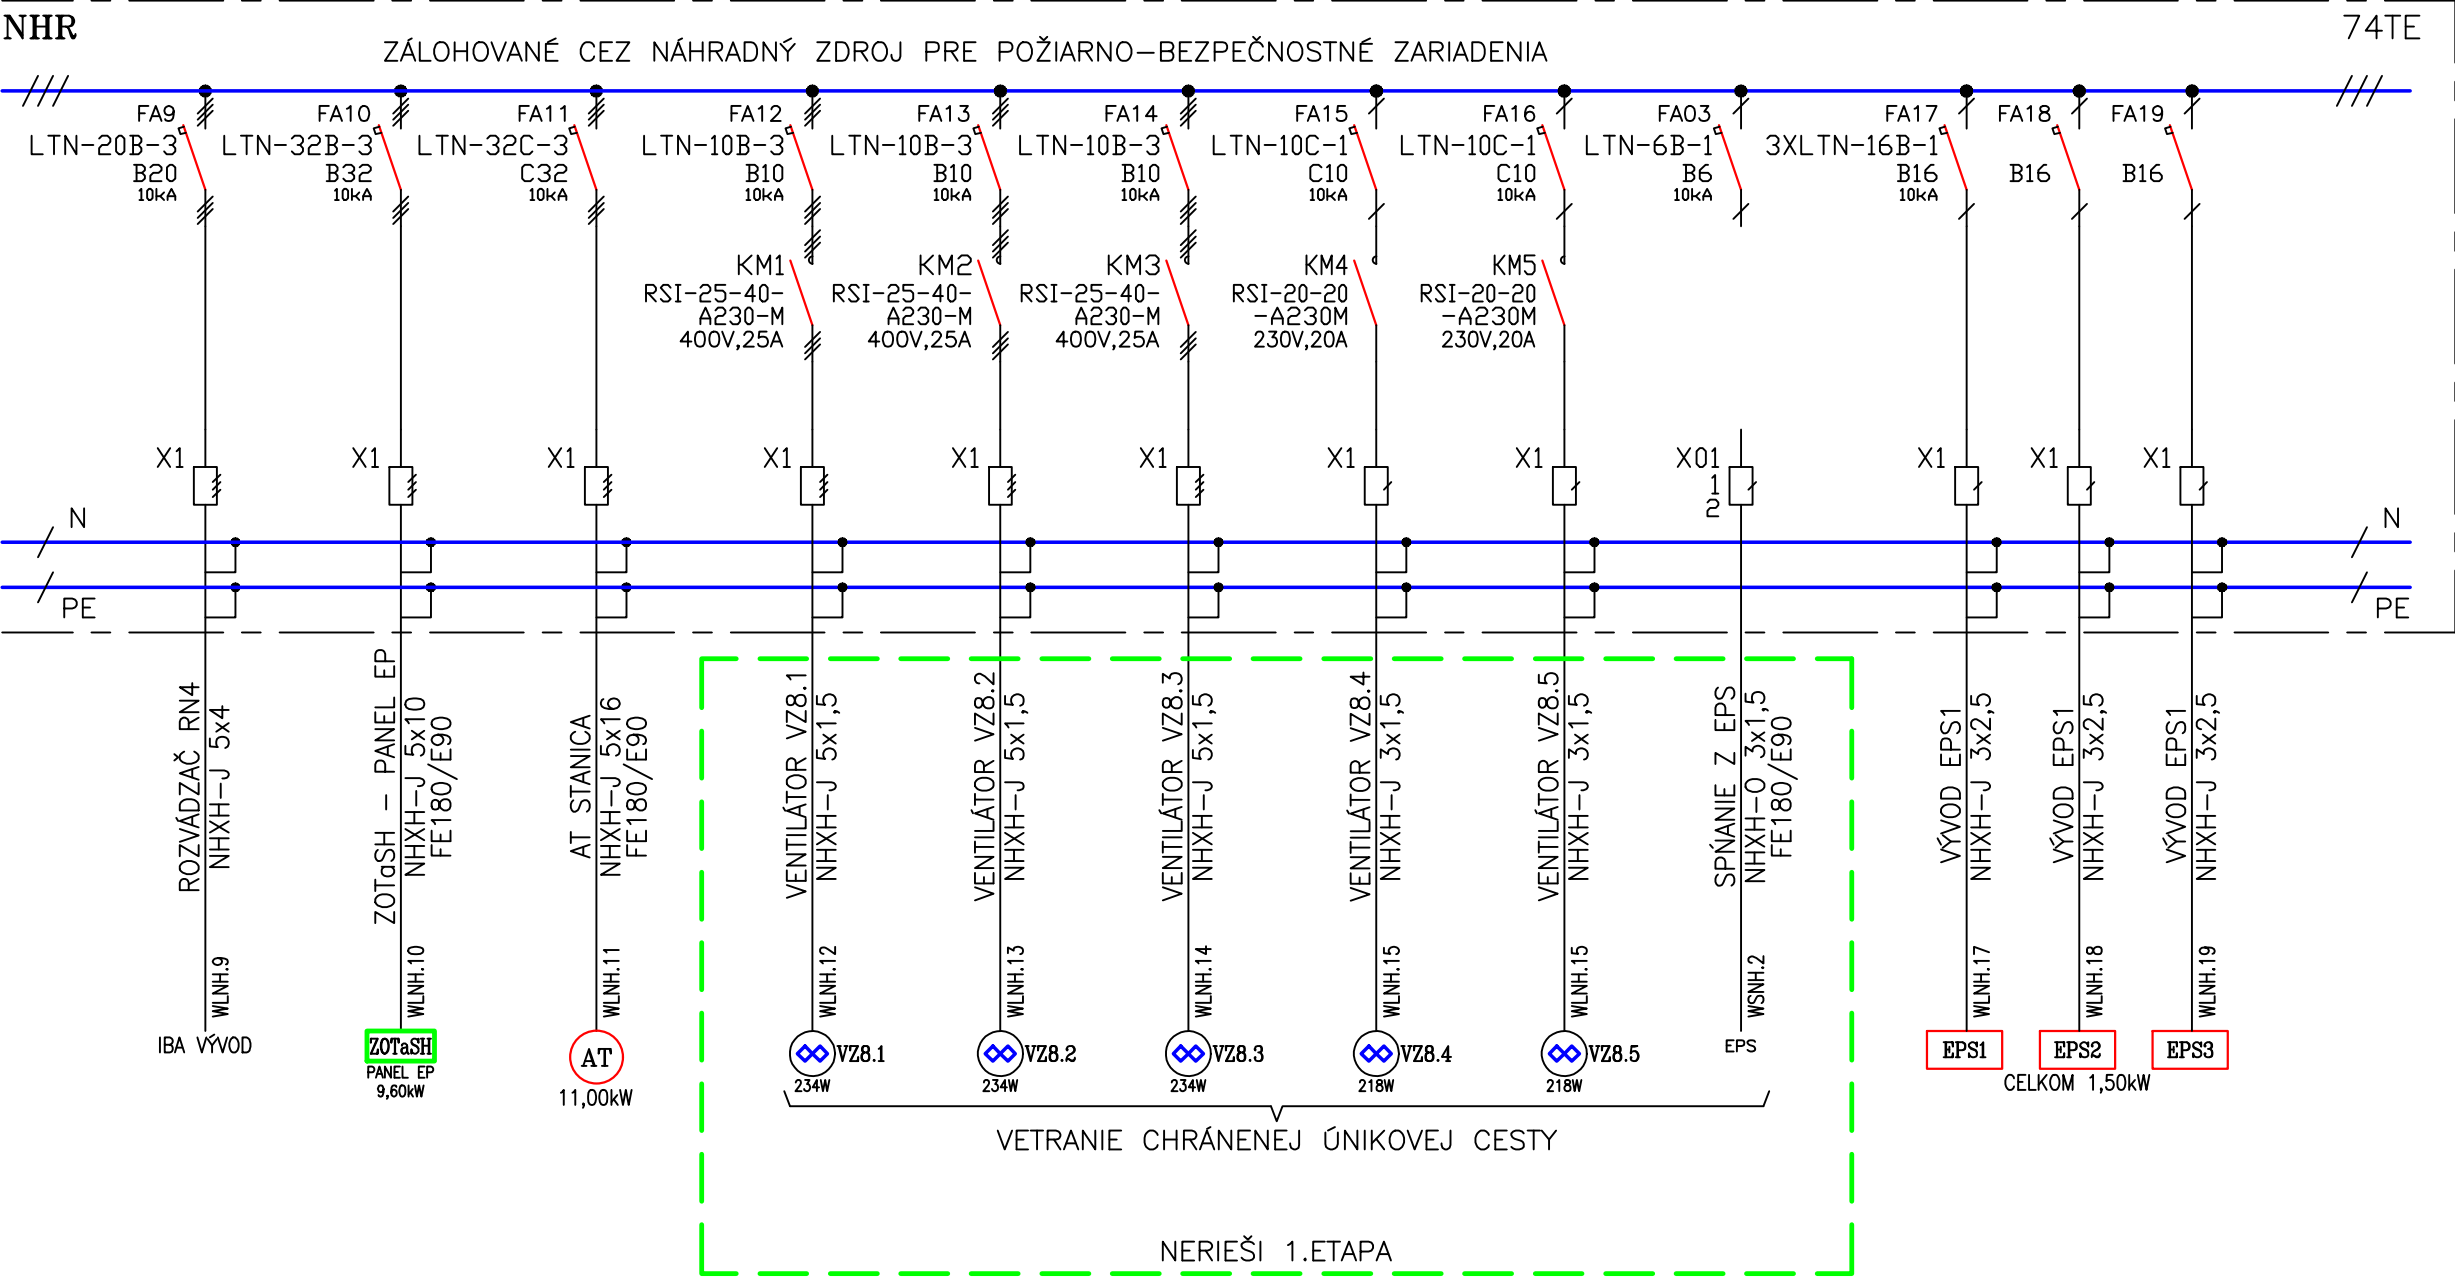 NHR
74TE
ZÁLOHOVANÉ CEZ NÁHRADNÝ ZDROJ PRE POŽIARNO-BEZPEČNOSTNÉ ZARIADENIA
FA9
LTN-20B-3
B20
10kA
FA10
LTN-32B-3
B32
10kA
FA11
LTN-32C-3
C32
10kA
FA12
LTN-10B-3
B10
10kA
FA13
LTN-10B-3
B10
10kA
FA14
LTN-10B-3
B10
10kA
FA15
LTN-10C-1
C10
10kA
FA16
LTN-10C-1
C10
10kA
FA03
LTN-6B-1
B6
10kA
FA17
3XLTN-16B-1
B16
10kA
FA18
B16
FA19
B16
KM1
RSI-25-40-
A230-M
400V,25A
KM2
RSI-25-40-
A230-M
400V,25A
KM3
RSI-25-40-
A230-M
400V,25A
KM4
RSI-20-20
-A230M
230V,20A
KM5
RSI-20-20
-A230M
230V,20A
X1
X1
X1
X1
X1
X1
X1
X1
X01
1
2
X1
X1
X1
N
N
PE
PE
ROZVÁDZAČ RN4
NHXH-J 5x4
WLNH.9
IBA VÝVOD
ZOTaSH - PANEL EP
NHXH-J 5x10
FE180/E90
WLNH.10
ZOTaSH
PANEL EP
9,60kW
AT STANICA
NHXH-J 5x16
FE180/E90
WLNH.11
AT
11,00kW
VENTILÁTOR VZ8.1
NHXH-J 5x1,5
WLNH.12
VZ8.1
234W
VENTILÁTOR VZ8.2
NHXH-J 5x1,5
WLNH.13
VZ8.2
234W
VENTILÁTOR VZ8.3
NHXH-J 5x1,5
WLNH.14
VZ8.3
234W
VENTILÁTOR VZ8.4
NHXH-J 3x1,5
WLNH.15
VZ8.4
218W
VENTILÁTOR VZ8.5
NHXH-J 3x1,5
WLNH.15
VZ8.5
218W
SPÍNANIE Z EPS
NHXH-O 3x1,5
FE180/E90
WSNH.2
EPS
VÝVOD EPS1
NHXH-J 3x2,5
WLNH.17
EPS1
VÝVOD EPS1
NHXH-J 3x2,5
WLNH.18
EPS2
VÝVOD EPS1
NHXH-J 3x2,5
WLNH.19
EPS3
CELKOM 1,50kW
VETRANIE CHRÁNENEJ ÚNIKOVEJ CESTY
NERIEŠI 1.ETAPA